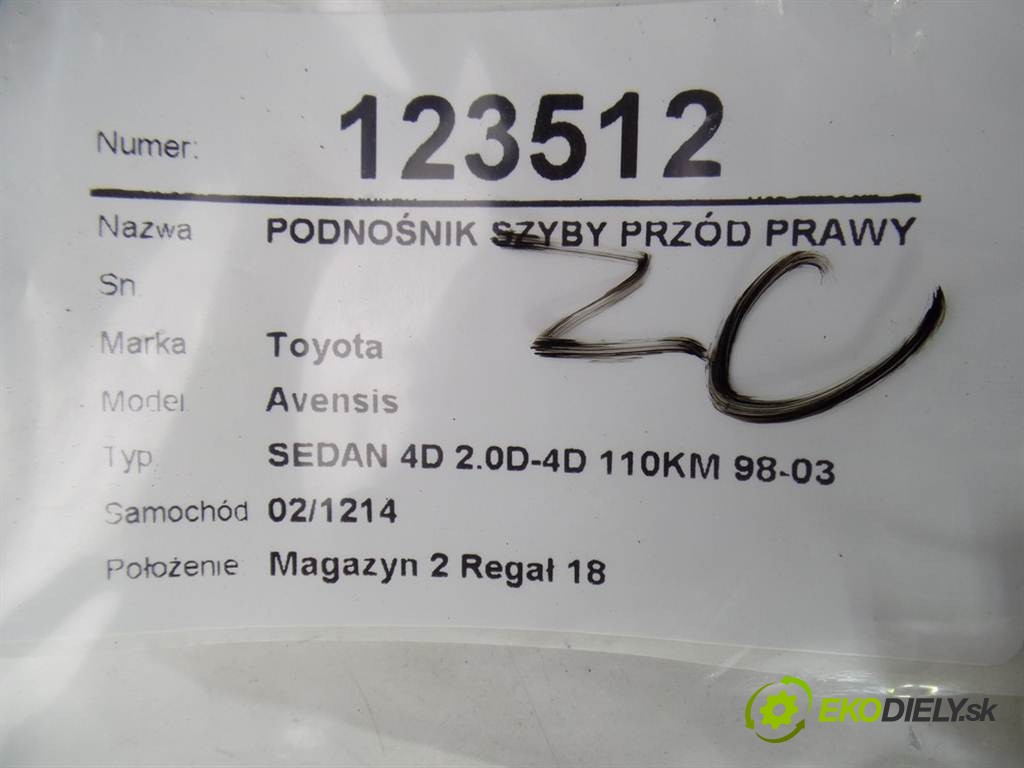 Numer: 123512
Nazwa PODNOŚNIK SZYBY PRZÓD PRAWY
Sn
Marka Toyota
Model Avensis
Typ SEDAN 4D 2.0D-4D 110KM 98-03
Samochód 02/1214
Położenie Magazyn 2 Regał 18
EKODIELY.sk